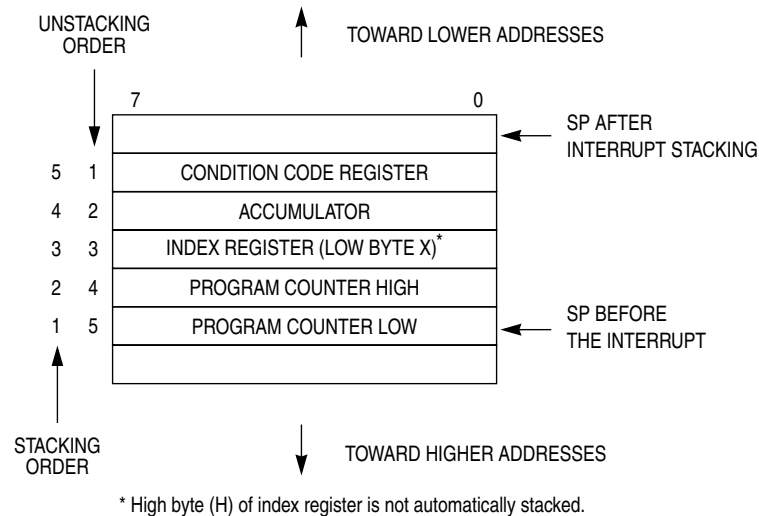 UNSTACKING
ORDER
TOWARD LOWER ADDRESSES
7 0
SP AFTER
INTERRUPT STACKING
5 1 CONDITION CODE REGISTER
4 2 ACCUMULATOR
3 3 INDEX REGISTER (LOW BYTE X)*
2 4 PROGRAM COUNTER HIGH
1 5 PROGRAM COUNTER LOW
SP BEFORE
THE INTERRUPT
STACKING
ORDER
TOWARD HIGHER ADDRESSES
* High byte (H) of index register is not automatically stacked.